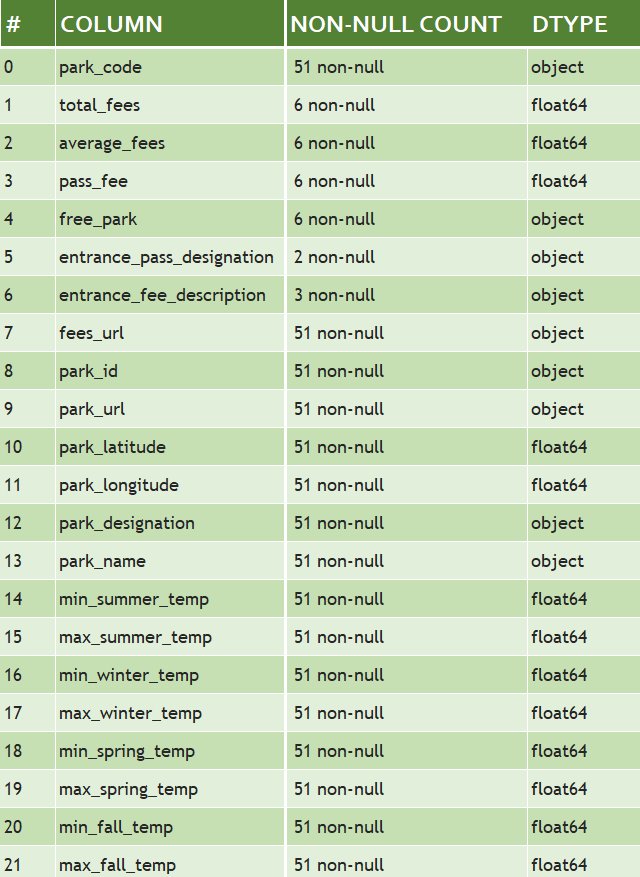 # COLUMN NON-NULL COUNT DTYPE
0 park_code 51 non-null object
1 total_fees 6 non-null float64
2 average_fees 6 non-null float64
3 pass_fee 6 non-null float64
4 free_park 6 non-null object
5 entrance_pass_designation 2 non-null object
6 entrance_fee_description 3 non-null object
7 fees_url 51 non-null object
8 park_id 51 non-null object
9 park_url 51 non-null object
10 park_latitude 51 non-null float64
11 park_longitude 51 non-null float64
12 park_designation 51 non-null object
13 park_name 51 non-null object
14 min_summer_temp 51 non-null float64
15 max_summer_temp 51 non-null float64
16 min_winter_temp 51 non-null float64
17 max_winter_temp 51 non-null float64
18 min_spring_temp 51 non-null float64
19 max_spring_temp 51 non-null float64
20 min_fall_temp 51 non-null float64
21 max_fall_temp 51 non-null float64